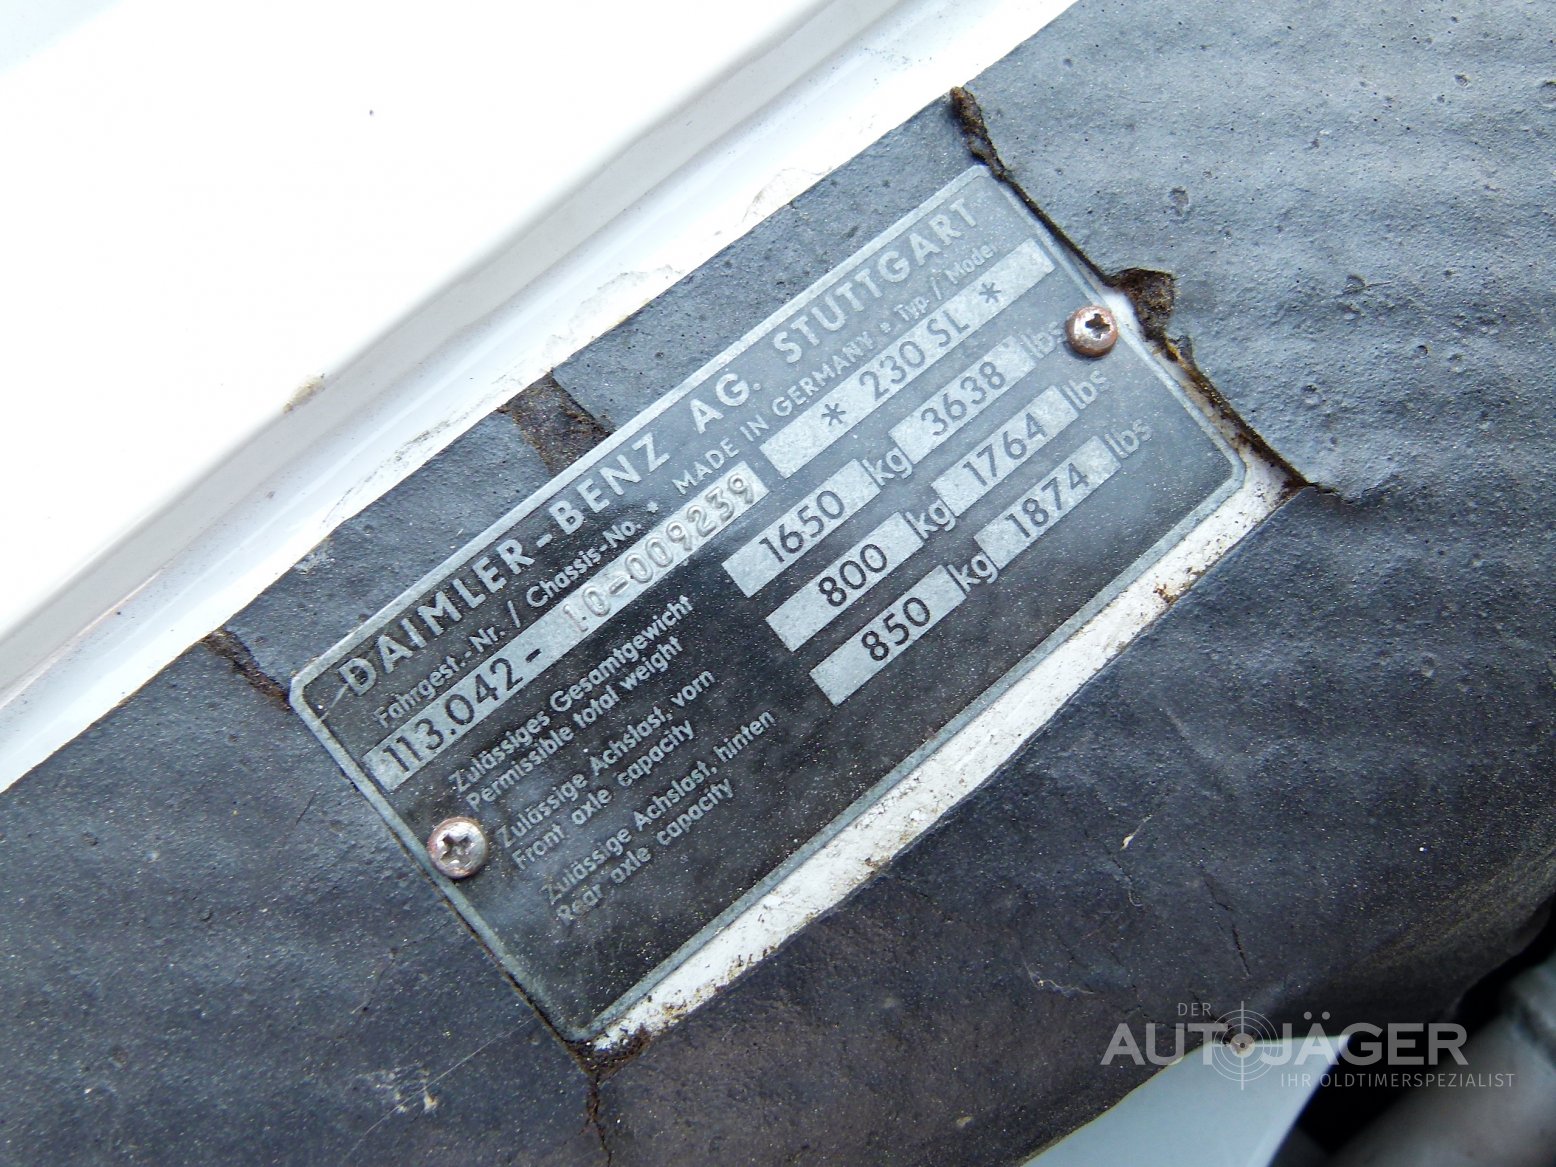 DAIMLER-BENZ AG. STUTTGART
Fahrgest.-Nr. / Chassis-No. • MADE IN GERMANY • Typ / Model
113.042-10-009239 * 230 SL *
Zulässiges Gesamtgewicht
Permissible total weight
1650 kg 3638 lbs
Zulässige Achslast, vorn
Front axle capacity
800 kg 1764 lbs
Zulässige Achslast, hinten
Rear axle capacity
850 kg 1874 lbs
DER
AUTOJÄGER
IHR OLDTIMERSPEZIALIST